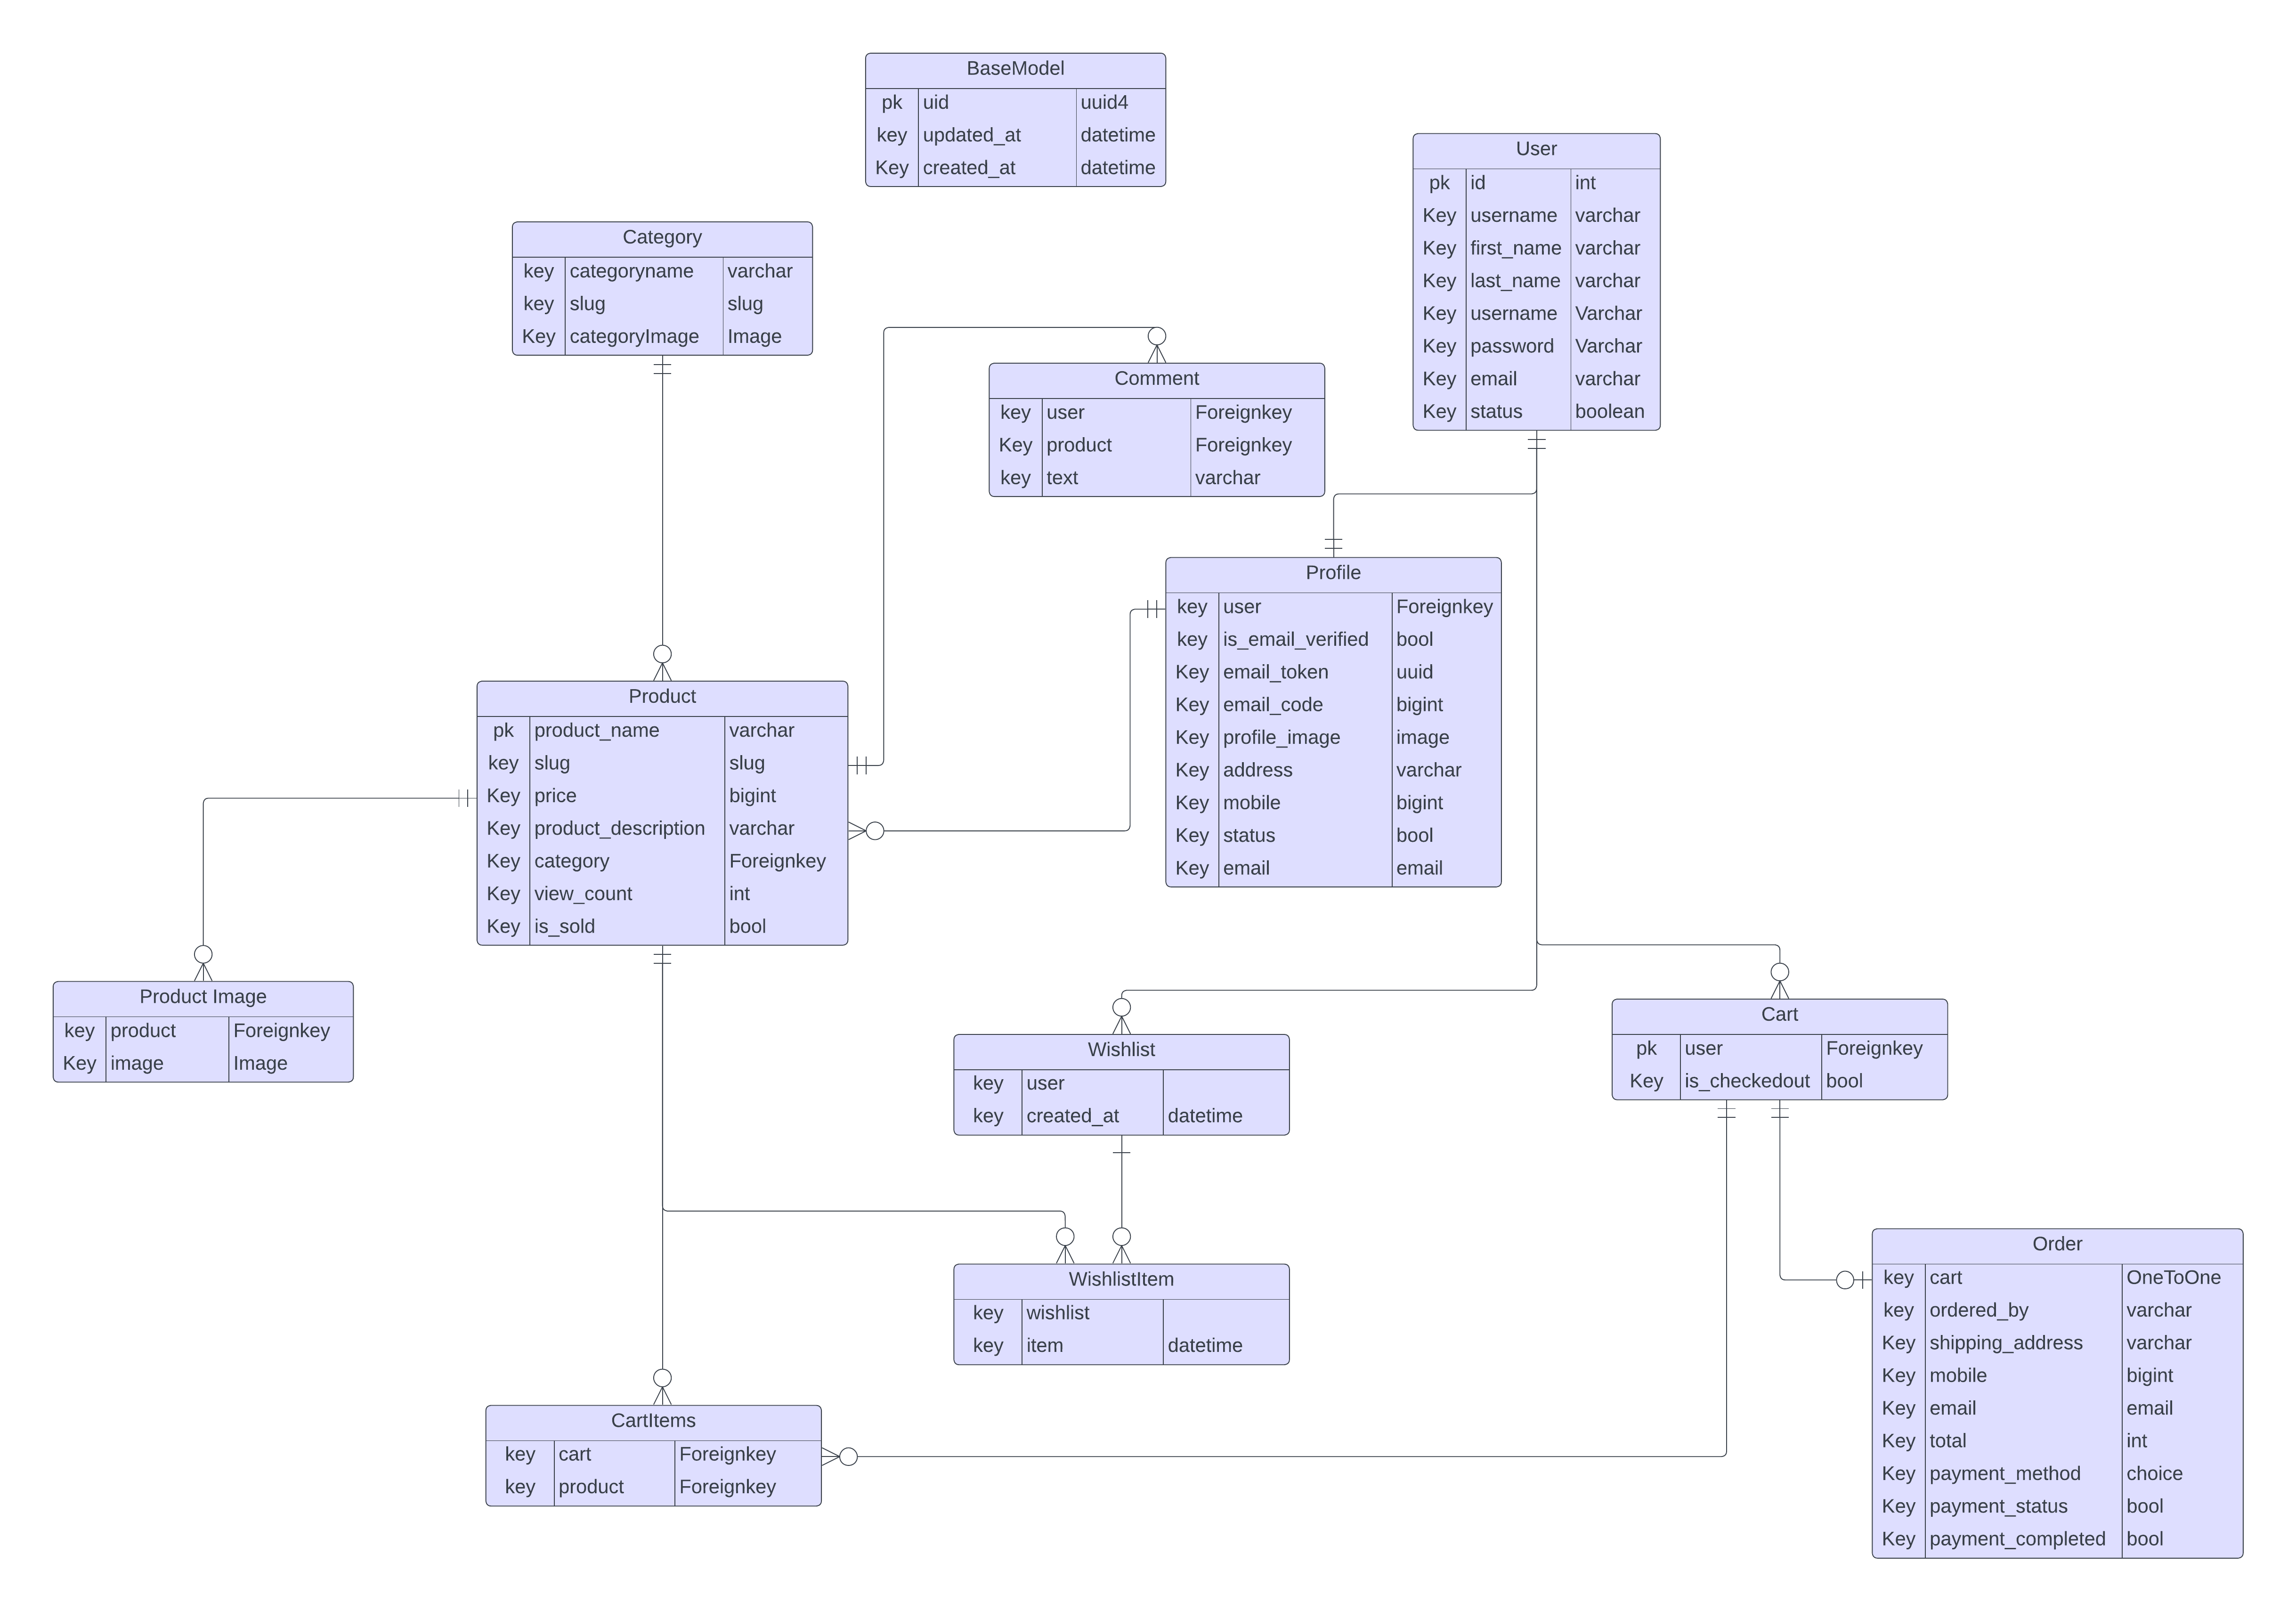 BaseModel
pk uid uuid4
key updated_at datetime
Key created_at datetime
User
pk id int
Key username varchar
Key first_name varchar
Key last_name varchar
Key username Varchar
Key password Varchar
Key email varchar
Key status boolean
Category
key categoryname varchar
key slug slug
Key categoryImage Image
Comment
key user Foreignkey
Key product Foreignkey
key text varchar
Profile
key user Foreignkey
key is_email_verified bool
Key email_token uuid
Key email_code bigint
Key profile_image image
Key address varchar
Key mobile bigint
Key status bool
Key email email
Product
pk product_name varchar
key slug slug
Key price bigint
Key product_description varchar
Key category Foreignkey
Key view_count int
Key is_sold bool
Product Image
key product Foreignkey
Key image Image
Wishlist
key user
key created_at datetime
Cart
pk user Foreignkey
Key is_checkedout bool
WishlistItem
key wishlist
key item datetime
Order
key cart OneToOne
key ordered_by varchar
Key shipping_address varchar
Key mobile bigint
Key email email
Key total int
Key payment_method choice
Key payment_status bool
Key payment_completed bool
CartItems
key cart Foreignkey
key product Foreignkey